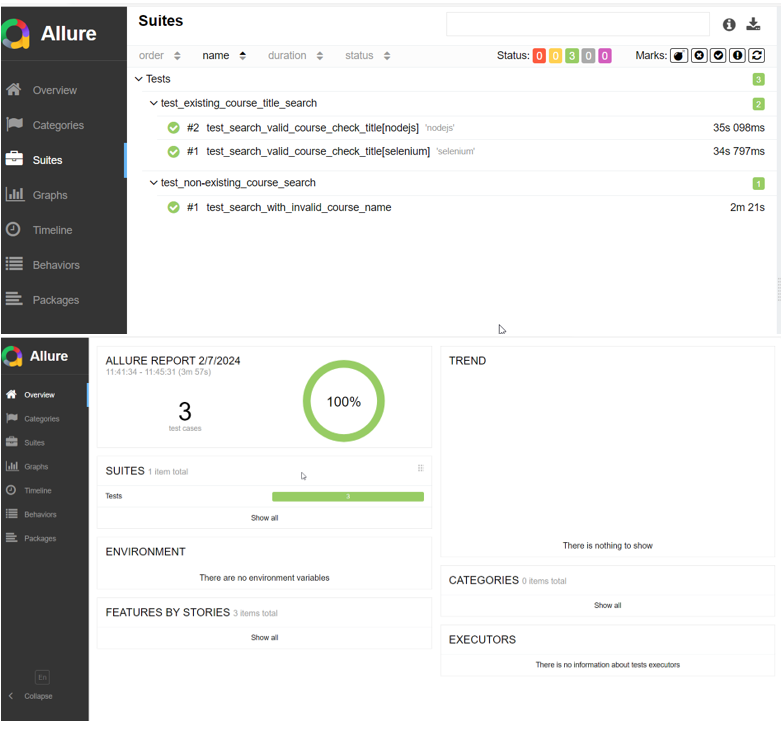 Allure
Suites
order name duration status Status: 0 0 3 0 0 Marks:
Overview
Categories
Suites
Graphs
Timeline
Behaviors
Packages
Tests 3
test_existing_course_title_search 2
#2 test_search_valid_course_check_title[nodejs] 'nodejs' 35s 098ms
#1 test_search_valid_course_check_title[selenium] 'selenium' 34s 797ms
test_non-existing_course_search 1
#1 test_search_with_invalid_course_name 2m 21s
Allure
Overview
Categories
Suites
Graphs
Timeline
Behaviors
Packages
En
Collapse
ALLURE REPORT 2/7/2024
11:41:34 - 11:45:31 (3m 57s)
3
test cases
100%
SUITES 1 item total
Tests 3
Show all
ENVIRONMENT
There are no environment variables
FEATURES BY STORIES 3 items total
Show all
TREND
There is nothing to show
CATEGORIES 0 items total
Show all
EXECUTORS
There is no information about tests executors